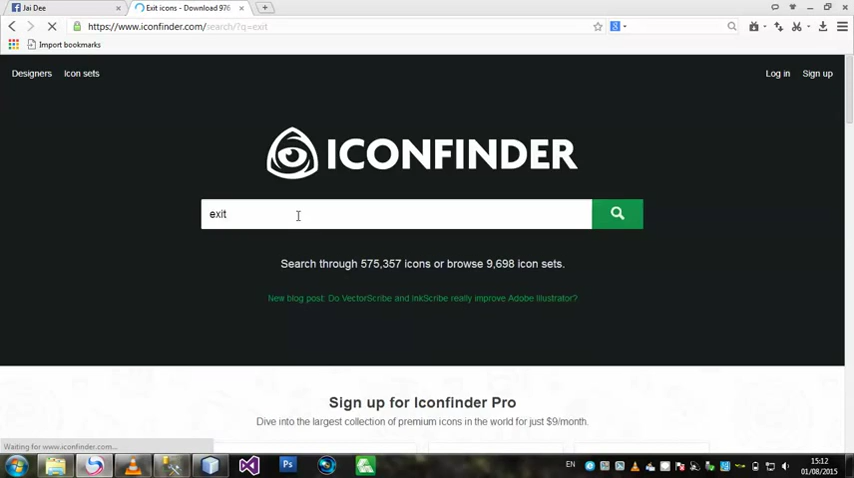 Jai Dee
Exit icons - Download 976
https://www.iconfinder.com/search/?q=exit
Import bookmarks
Designers Icon sets Log in Sign up
ICONFINDER
exit
Search through 575,357 icons or browse 9,698 icon sets.
New blog post: Do VectorScribe and InkScribe really improve Adobe Illustrator?
Sign up for Iconfinder Pro
Dive into the largest collection of premium icons in the world for just $9/month.
Waiting for www.iconfinder.com...
Ps
EN
15:12
01/08/2015